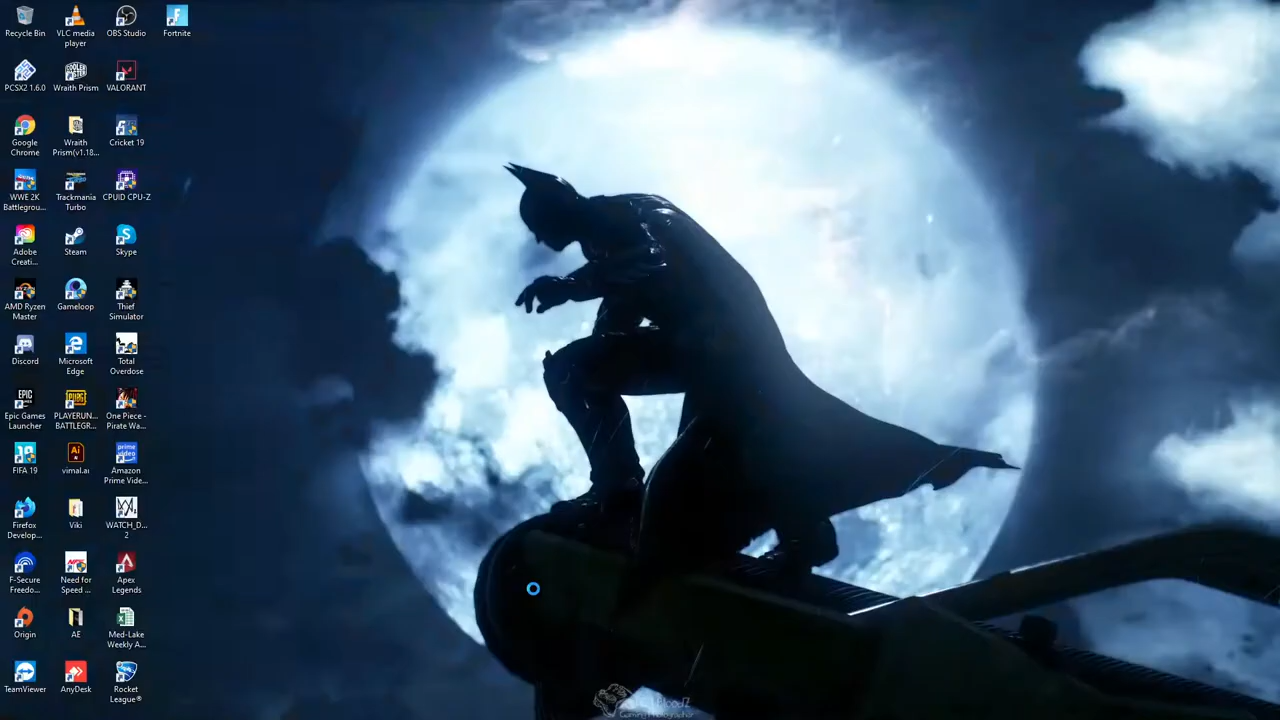 Recycle Bin
VLC media
player
OBS Studio
Fortnite
PCSX2 1.6.0
Wraith Prism
VALORANT
Google
Chrome
Wraith
Prism(v1.18...
Cricket 19
WWE 2K
Battlegrou...
Trackmania
Turbo
CPUID CPU-Z
Adobe
Creati...
Steam
Skype
AMD Ryzen
Master
Gameloop
Thief
Simulator
Discord
Microsoft
Edge
Total
Overdose
Epic Games
Launcher
PLAYERUN...
BATTLEGR...
One Piece -
Pirate Wa...
FIFA 19
vimal.ai
Amazon
Prime Vide...
Firefox
Develop...
Viki
WATCH_D...
2
F-Secure
Freedo...
Need for
Speed ...
Apex
Legends
Origin
AE
Med-Lake
Weekly A...
TeamViewer
AnyDesk
Rocket
League®